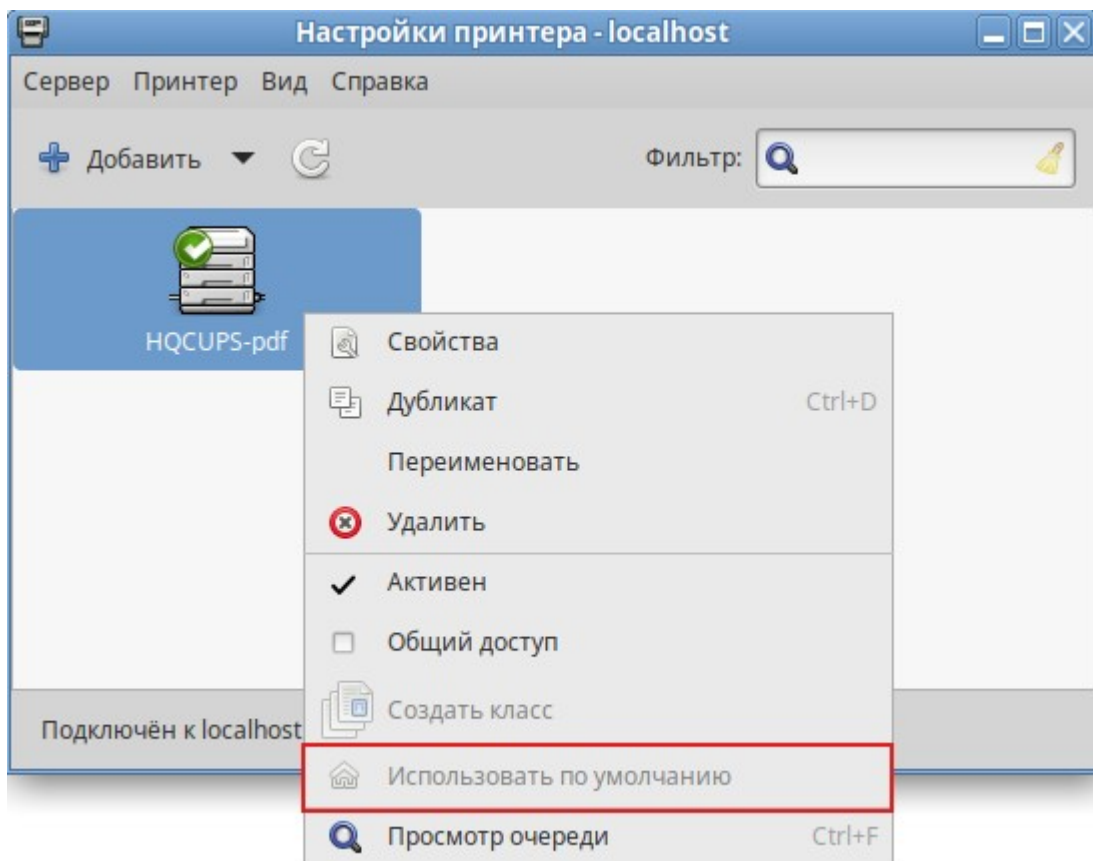 Настройки принтера - localhost
Сервер Принтер Вид Справка
Добавить Фильтр:
HQCUPS-pdf
Свойства
Дубликат Ctrl+D
Переименовать
Удалить
Активен
Общий доступ
Создать класс
Подключён к localhost
Использовать по умолчанию
Просмотр очереди Ctrl+F